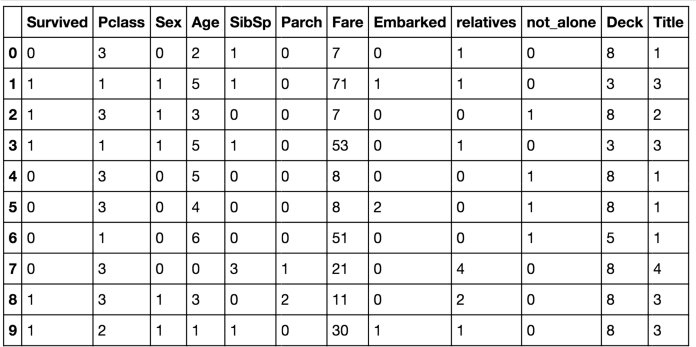 Survived Pclass Sex Age SibSp Parch Fare Embarked relatives not_alone Deck Title
0 0 3 0 2 1 0 7 0 1 0 8 1
1 1 1 1 5 1 0 71 1 1 0 3 3
2 1 3 1 3 0 0 7 0 0 1 8 2
3 1 1 1 5 1 0 53 0 1 0 3 3
4 0 3 0 5 0 0 8 0 0 1 8 1
5 0 3 0 4 0 0 8 2 0 1 8 1
6 0 1 0 6 0 0 51 0 0 1 5 1
7 0 3 0 0 3 1 21 0 4 0 8 4
8 1 3 1 3 0 2 11 0 2 0 8 3
9 1 2 1 1 1 0 30 1 1 0 8 3